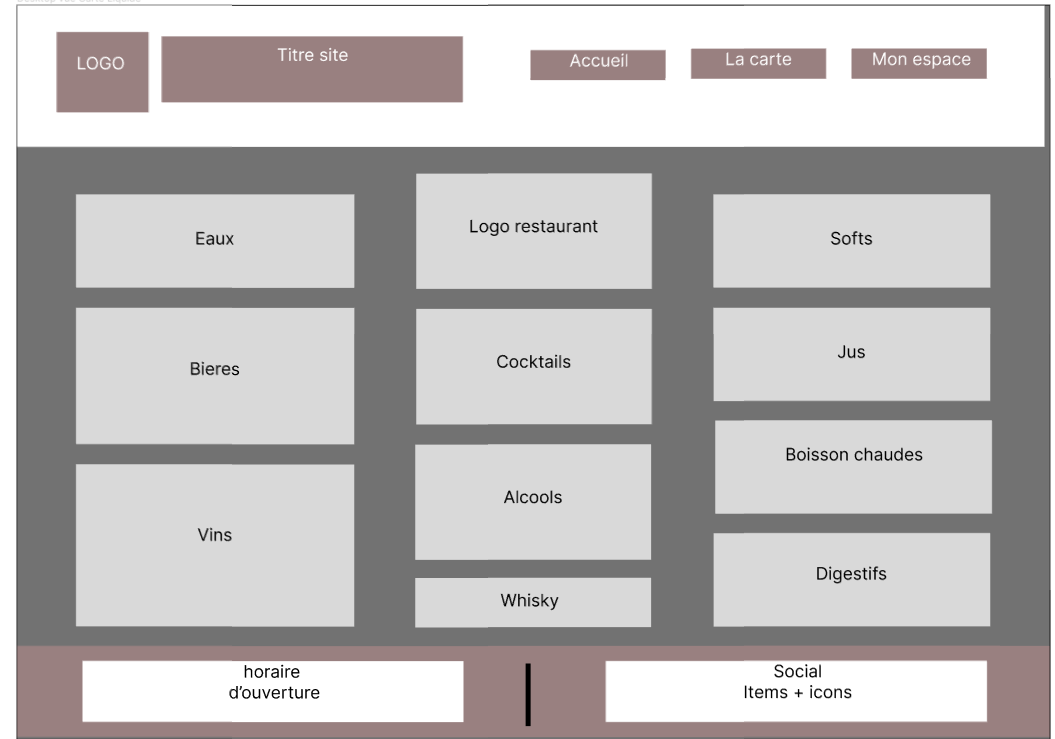 LOGO
Titre site
Accueil
La carte
Mon espace
Eaux
Logo restaurant
Softs
Bieres
Cocktails
Jus
Vins
Alcools
Boisson chaudes
Whisky
Digestifs
horaire
d'ouverture
Social
Items + icons